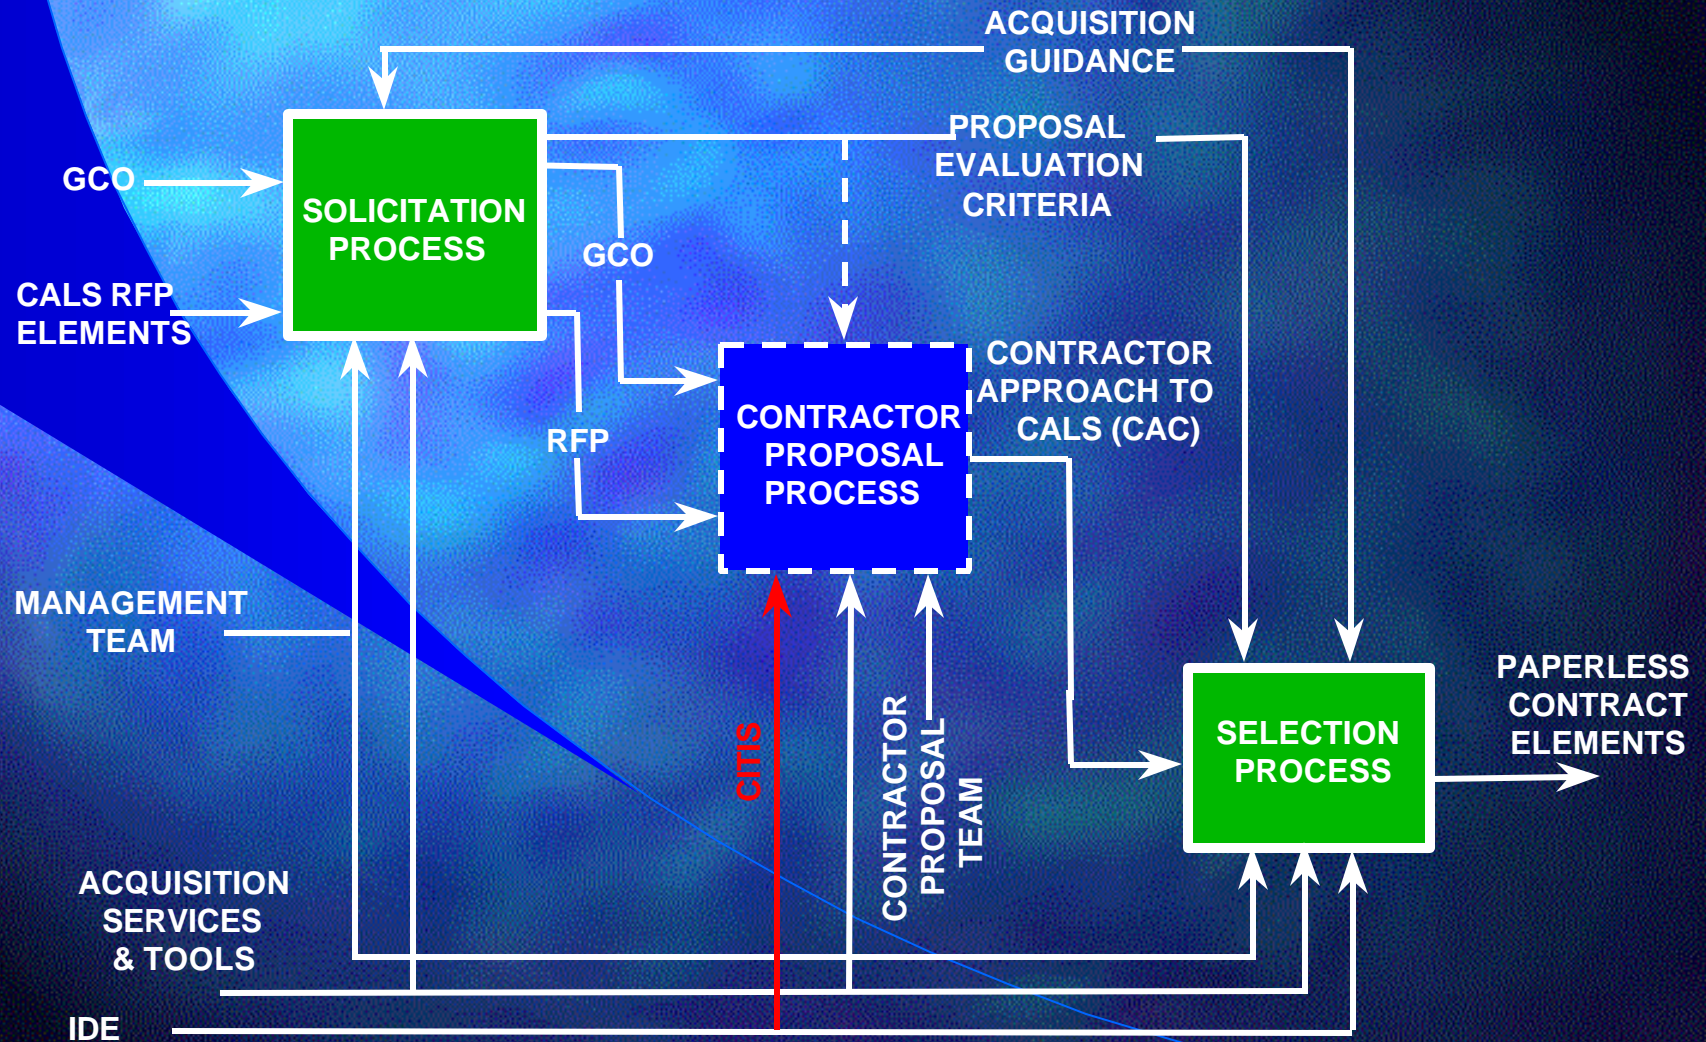 ACQUISITION
GUIDANCE
PROPOSAL
EVALUATION
CRITERIA
GCO
SOLICITATION
PROCESS
GCO
CALS RFP
ELEMENTS
CONTRACTOR
APPROACH TO
CALS (CAC)
RFP
CONTRACTOR
PROPOSAL
PROCESS
MANAGEMENT
TEAM
PAPERLESS
CONTRACT
ELEMENTS
SELECTION
PROCESS
CITIS
CONTRACTOR
PROPOSAL
TEAM
ACQUISITION
SERVICES
& TOOLS
IDE